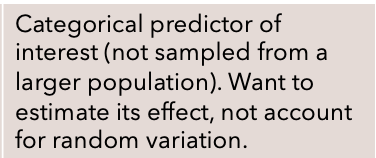 Categorical predictor of
interest (not sampled from a
larger population). Want to
estimate its effect, not account
for random variation.